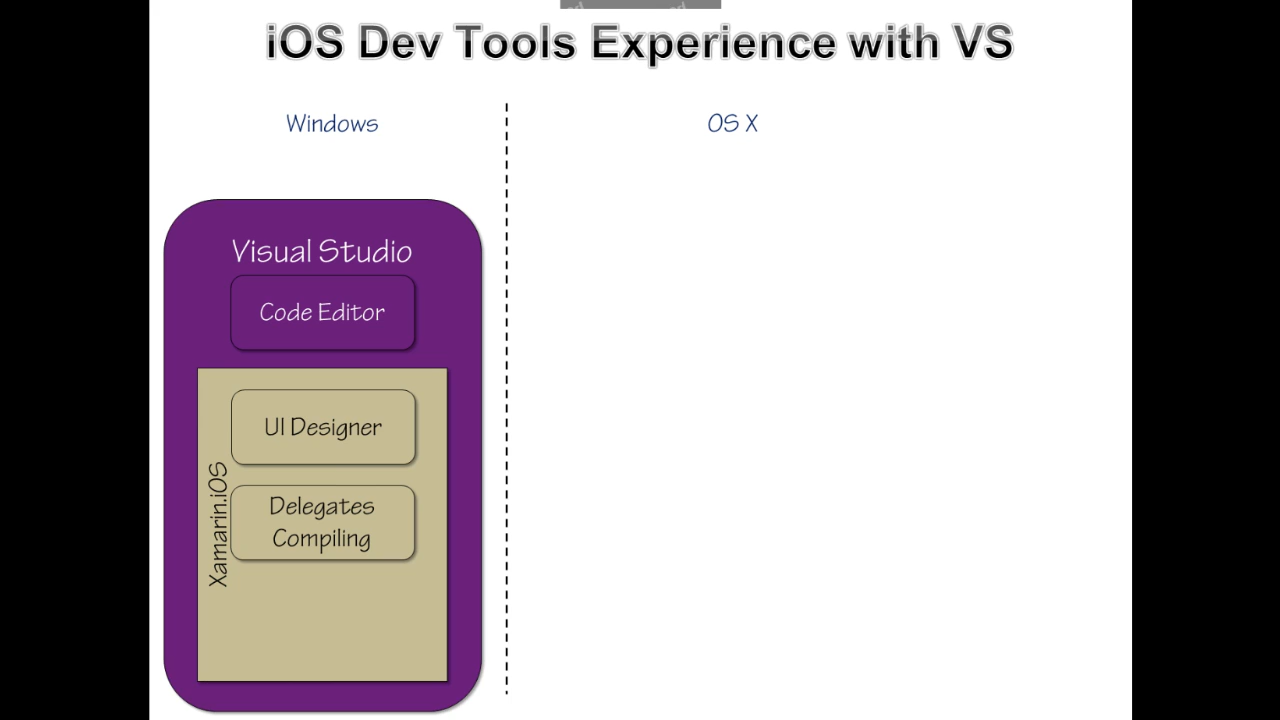 iOS Dev Tools Experience with VS
Windows
OS X
Visual Studio
Code Editor
UI Designer
Xamarin.iOS
Delegates
Compiling